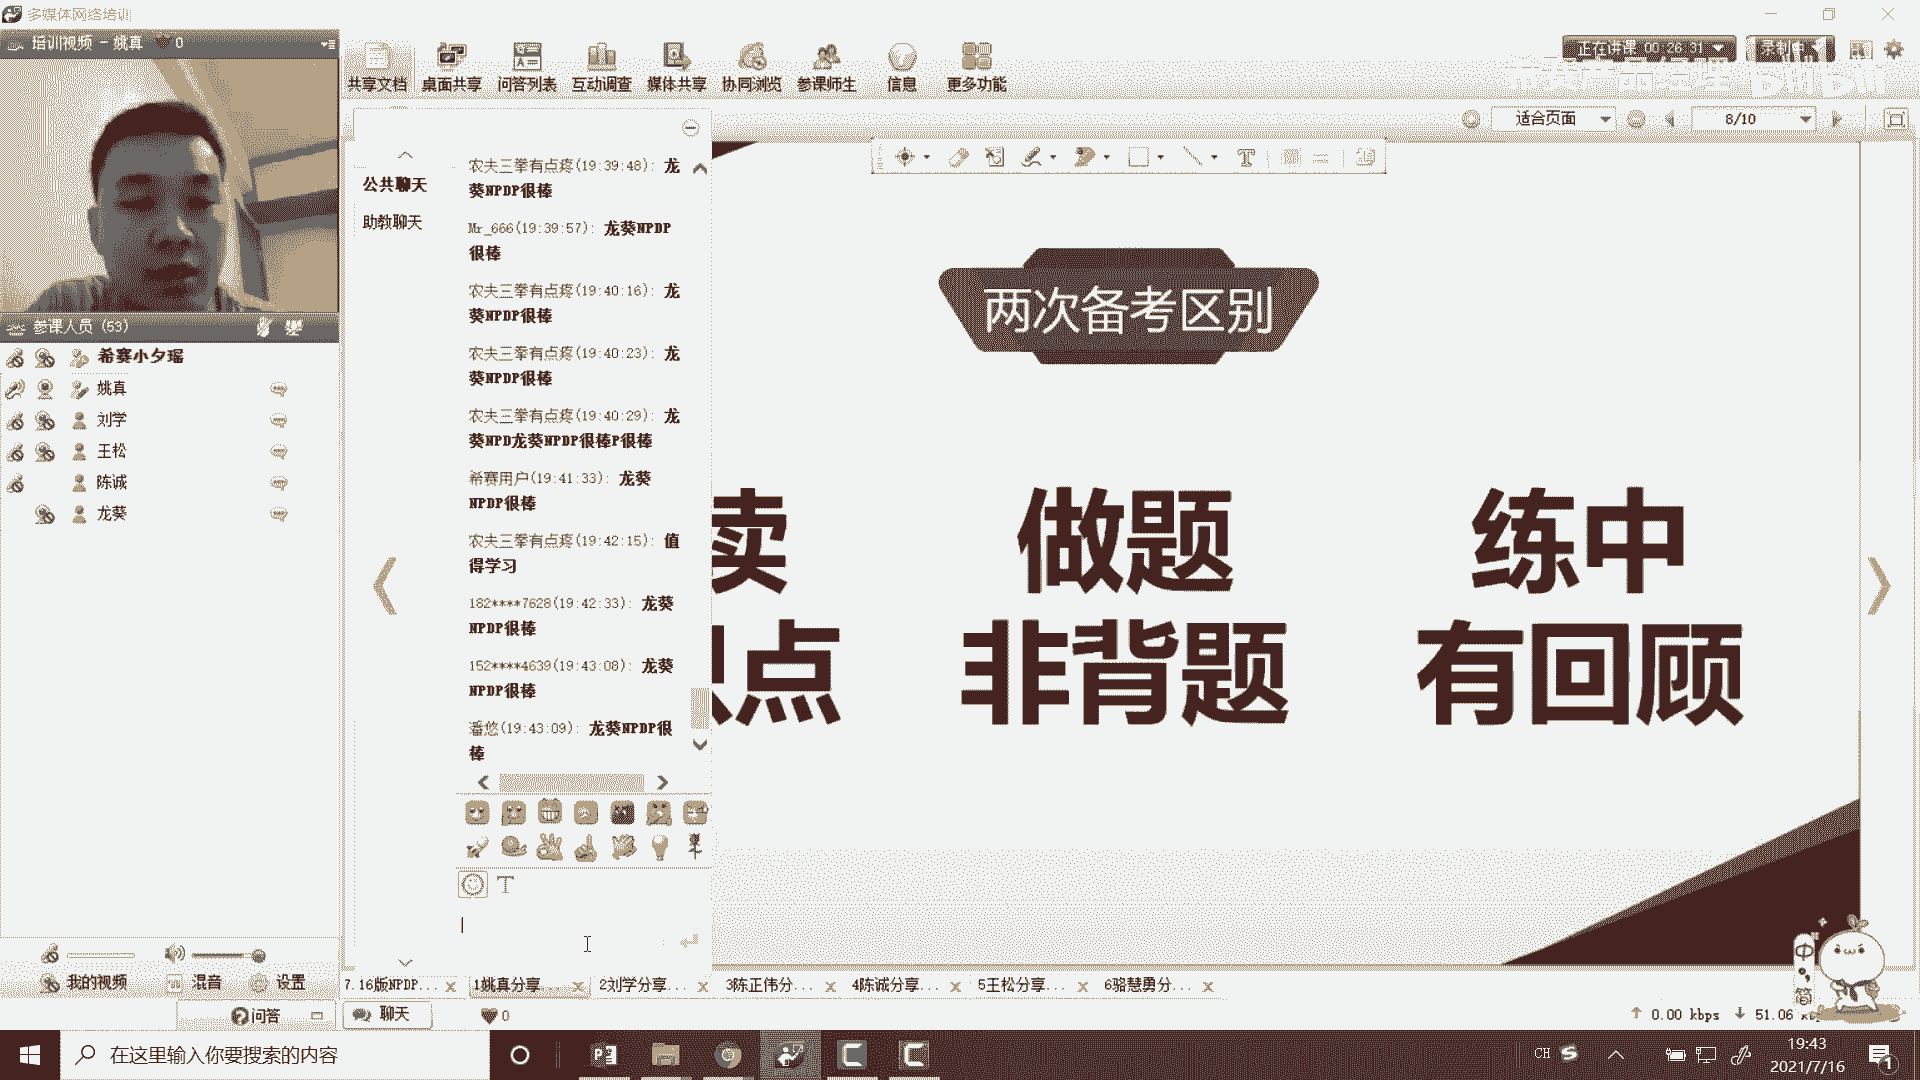 多媒体网络培训
培训视频 - 姚真 0
共享文档 桌面共享 问答列表 互动调查 媒体共享 协同浏览 参课师生 信息 更多功能
正在讲课 00:26:31
录制中
适合页面
8/10
公共聊天
助教聊天
农夫三拳有点疼(19:39:48): 龙
葵NPDP很棒
Mr_666(19:39:57): 龙葵NPDP
很棒
农夫三拳有点疼(19:40:16): 龙
葵NPDP很棒
农夫三拳有点疼(19:40:23): 龙
葵NPDP很棒
农夫三拳有点疼(19:40:29): 龙
葵NPD龙葵NPDP很棒P很棒
希赛用户(19:41:33): 龙葵
NPDP很棒
农夫三拳有点疼(19:42:15): 值
得学习
182****7628(19:42:33): 龙葵
NPDP很棒
152****4639(19:43:08): 龙葵
NPDP很棒
潘悠(19:43:09): 龙葵NPDP很
棒
参课人员 (53)
希赛小夕瑶
姚真
刘学
王松
陈诚
龙葵
两次备考区别
读
做题
非背题
练中
有回顾
点
我的视频 混音 设置
问答
聊天
0
7.16版NPDP... 1姚真分享... 2刘学分享... 3陈正伟分... 4陈诚分享... 5王松分享... 6骆慧勇分...
中
简
0.00 kbps 51.06
在这里输入你要搜索的内容
CH
19:43
2021/7/16
1